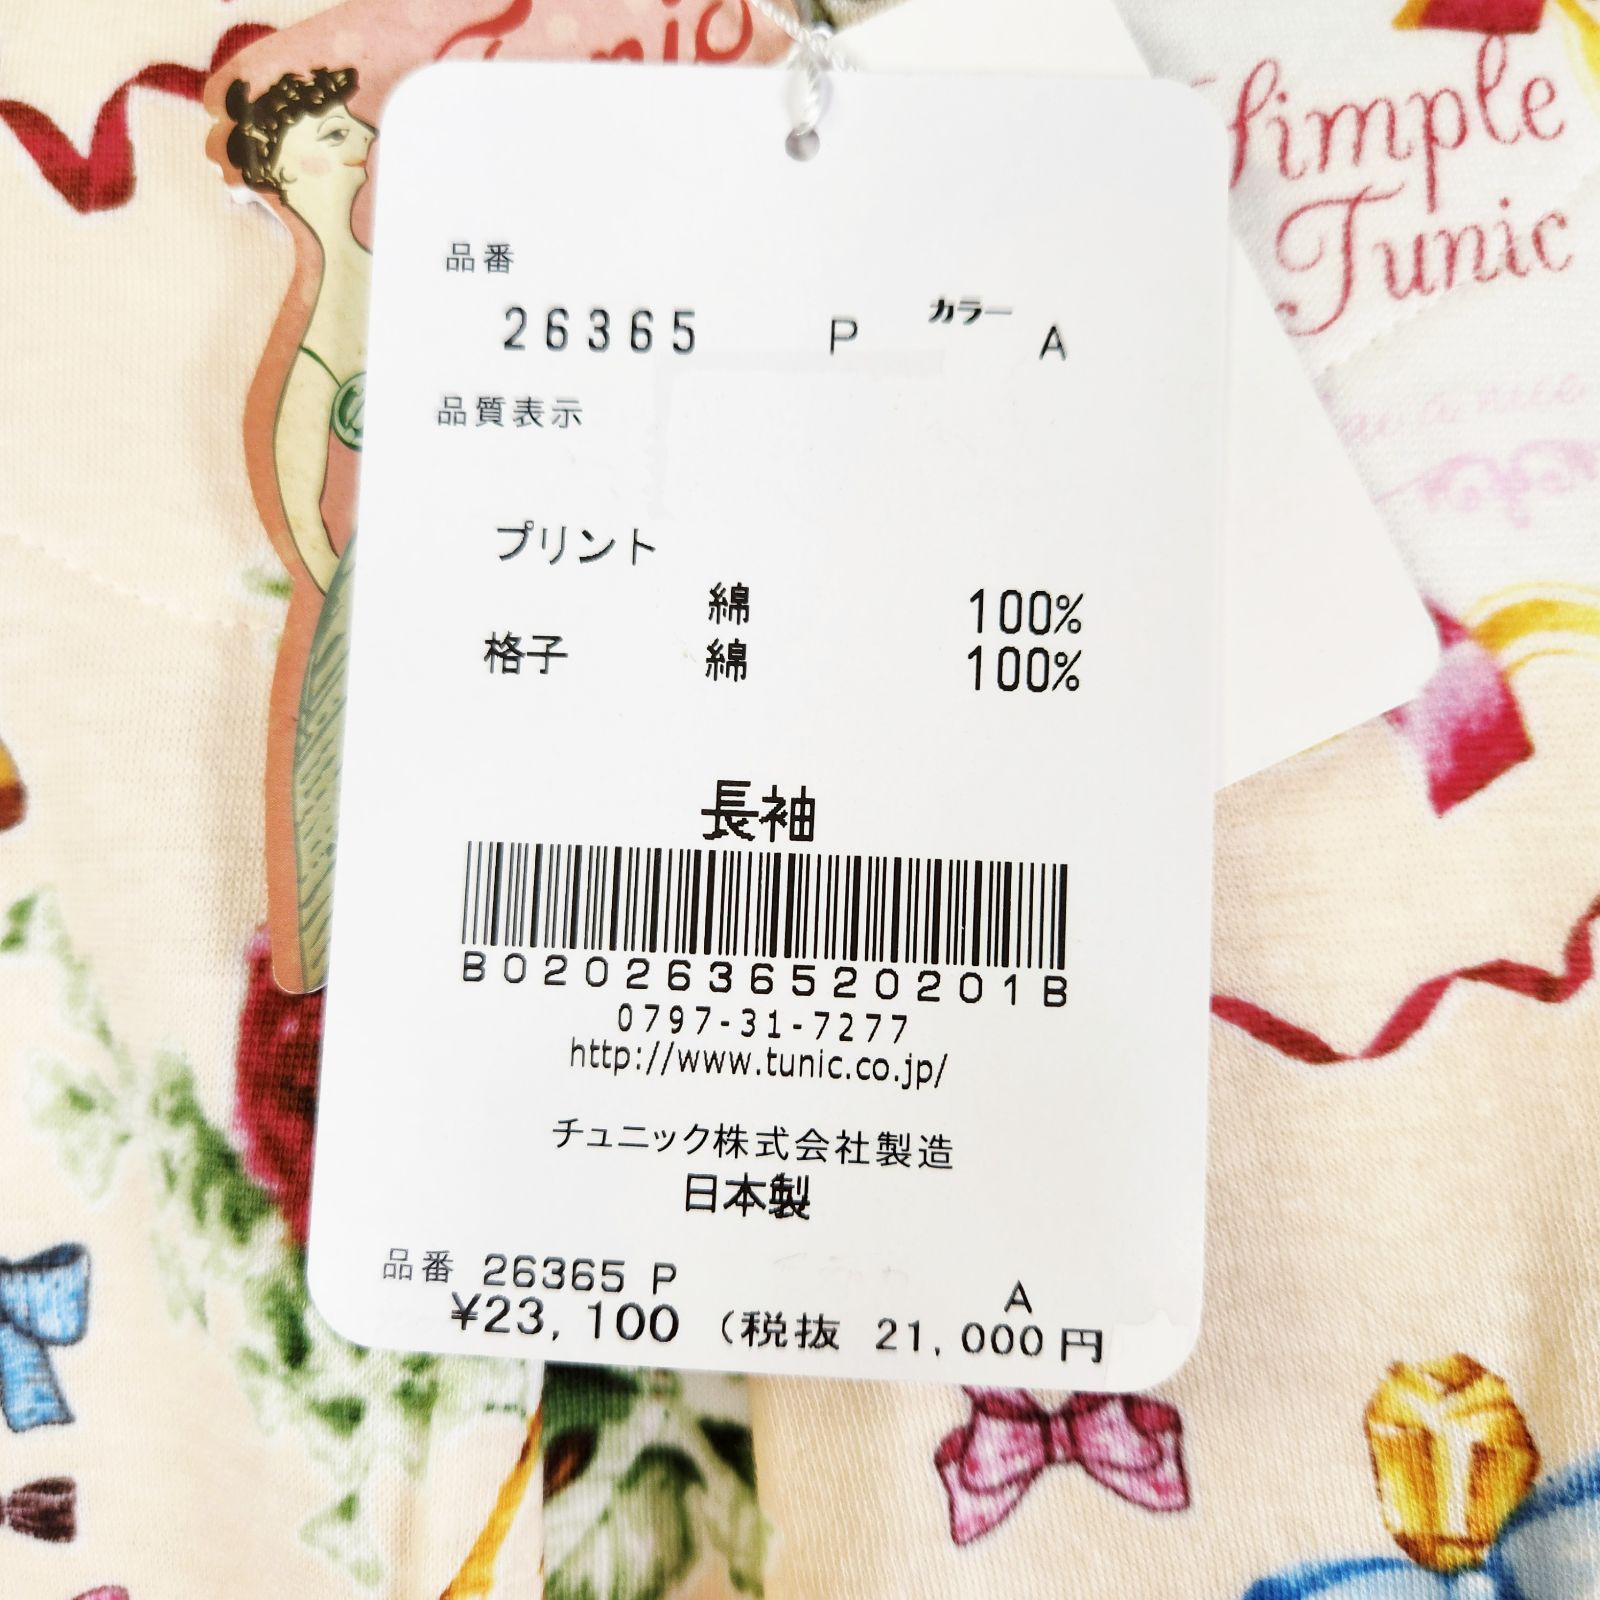 Tunic
Simple
Tunic
品番
26365 P カラー A
品質表示
プリント
綿 100%
格子 綿 100%
長袖
B0202636520201B
0797-31-7277
http://www.tunic.co.jp/
チュニック株式会社製造
日本製
品番 26365 P A
¥23,100 (税抜 21,000円